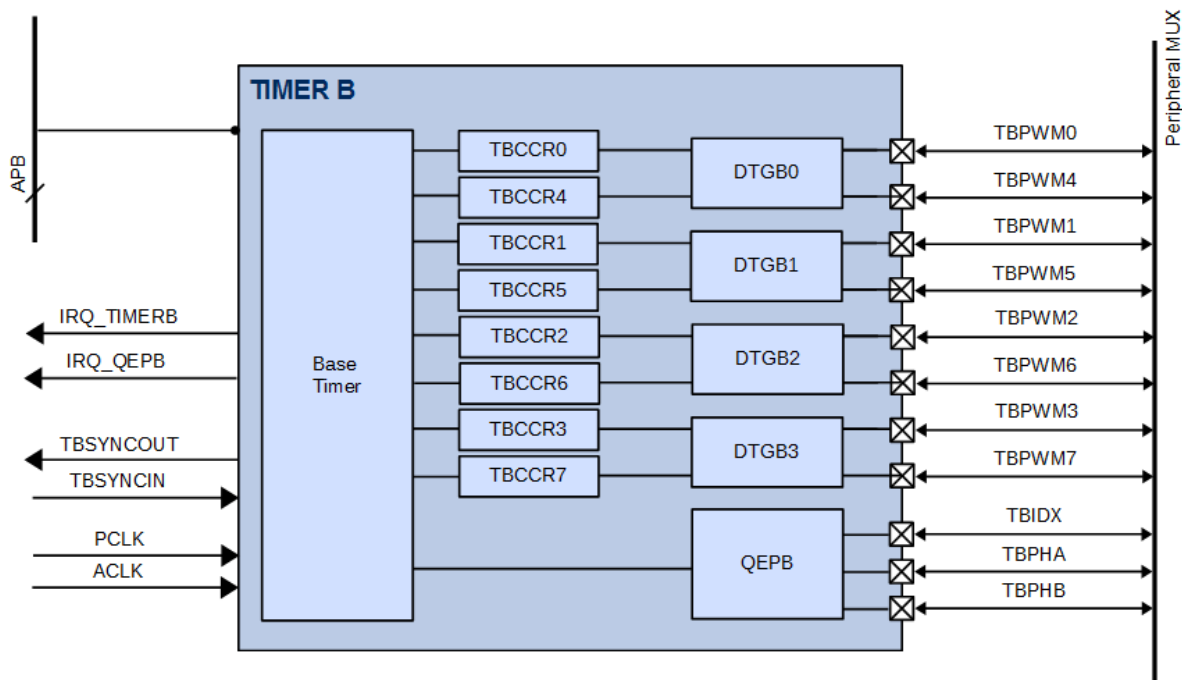 Peripheral MUX
APB
TIMER B
Base
Timer
TBCCR0
TBCCR4
TBCCR1
TBCCR5
TBCCR2
TBCCR6
TBCCR3
TBCCR7
DTGB0
DTGB1
DTGB2
DTGB3
QEPB
IRQ_TIMERB
IRQ_QEPB
TBSYNCOUT
TBSYNCIN
PCLK
ACLK
TBPWM0
TBPWM4
TBPWM1
TBPWM5
TBPWM2
TBPWM6
TBPWM3
TBPWM7
TBIDX
TBPHA
TBPHB